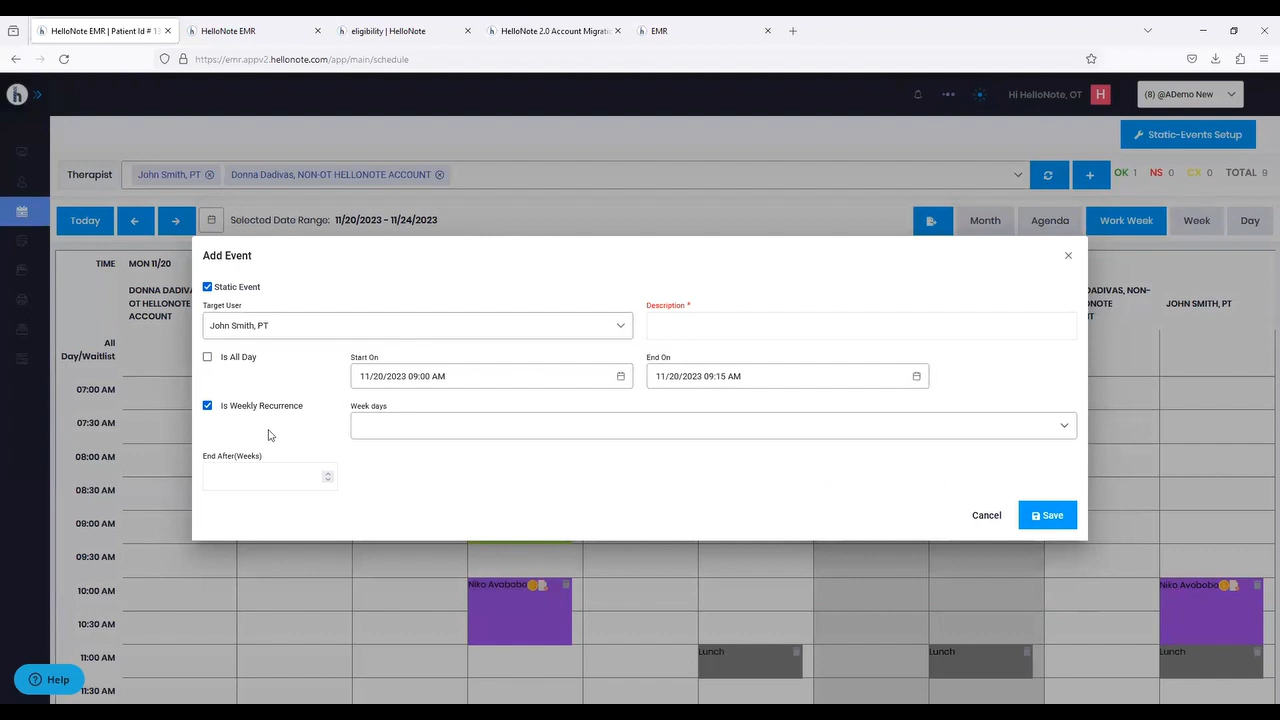 HelloNote EMR | Patient Id # 13
HelloNote EMR
eligibility | HelloNote
HelloNote 2.0 Account Migratio
EMR
https://emr.appv2.hellonote.com/app/main/schedule
Hi HelloNote, OT
H
(8) @ADemo New
Static-Events Setup
Therapist
John Smith, PT
Donna Dadivas, NON-OT HELLONOTE ACCOUNT
OK 1
NS 0
CX 0
TOTAL 9
Today
Selected Date Range: 11/20/2023 - 11/24/2023
Month
Agenda
Work Week
Week
Day
Add Event
Static Event
Target User
John Smith, PT
Description *
Is All Day
Start On
11/20/2023 09:00 AM
End On
11/20/2023 09:15 AM
Is Weekly Recurrence
Week days
End After(Weeks)
Cancel
Save
TIME
MON 11/20
DONNA DADIVA
OT HELLONOTE
ACCOUNT
ADIVAS, NON-
NOTE
T
JOHN SMITH, PT
All
Day/Waitlist
07:00 AM
07:30 AM
08:00 AM
08:30 AM
09:00 AM
09:30 AM
10:00 AM
10:30 AM
11:00 AM
11:30 AM
Niko Avobobo
Niko Avobobo
Lunch
Lunch
Lunch
Help